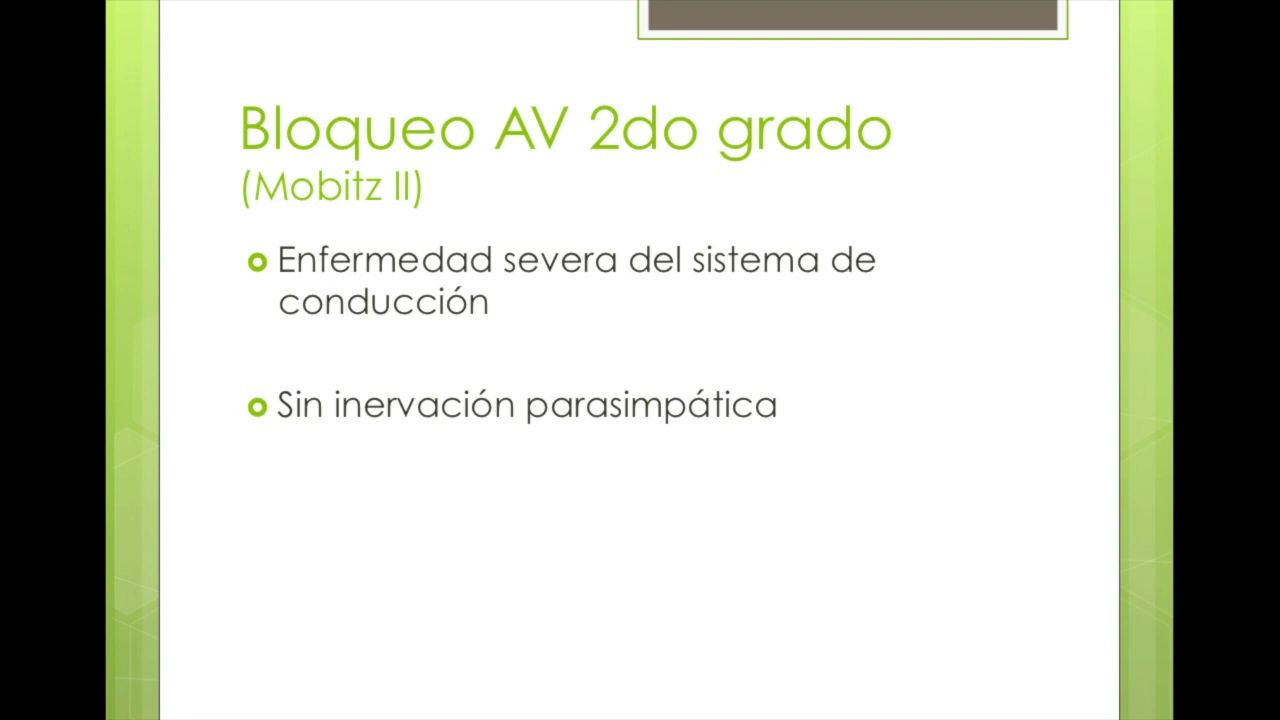 Bloqueo AV 2do grado
(Mobitz II)
Enfermedad severa del sistema de
conducción
Sin inervación parasimpática